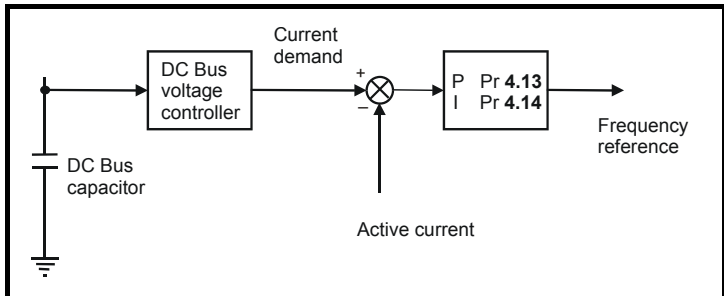 Current
demand
DC Bus
voltage
controller
+
–
P Pr 4.13
I Pr 4.14
Frequency
reference
DC Bus
capacitor
Active current